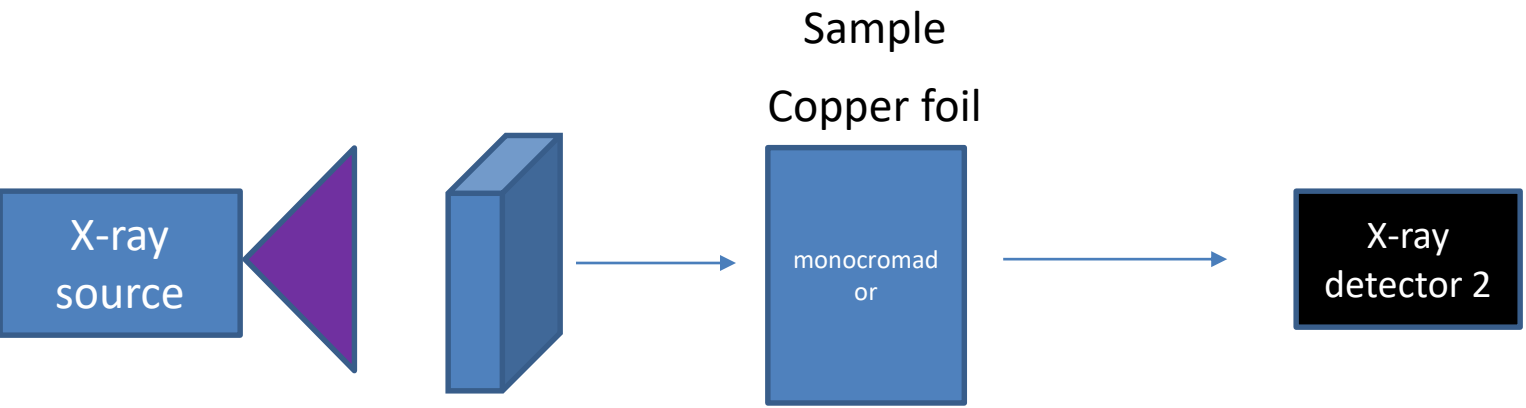 Sample
Copper foil
X-ray
source
monocromad
or
X-ray
detector 2